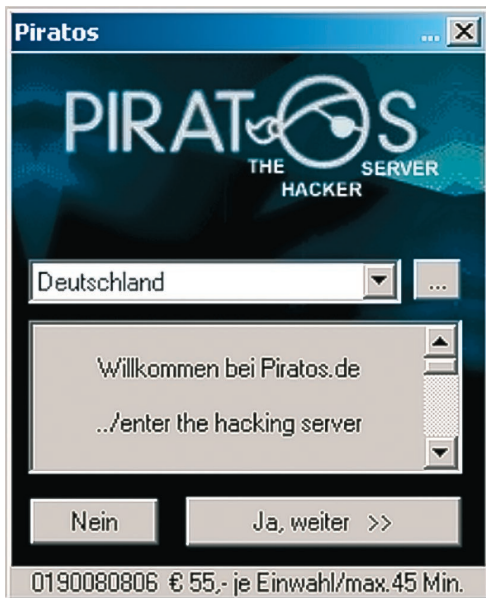 Piratos ...
PIRATOS
THE SERVER
HACKER
Deutschland ...
Willkommen bei Piratos.de
../enter the hacking server
Nein Ja, weiter >>
0190080806 € 55,- je Einwahl/max.45 Min.